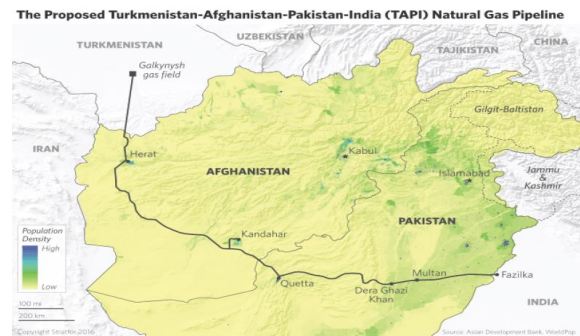 The Proposed Turkmenistan-Afghanistan-Pakistan-India (TAPI) Natural Gas Pipeline
UZBEKISTAN
CHINA
TURKMENISTAN
TAJIKISTAN
Galkynysh
gas field
Gilgit-Baltistan
IRAN
Herat
Kabul
AFGHANISTAN
Islamabad
Jammu
&
Kashmir
PAKISTAN
Population
Density
High
Low
Kandahar
Quetta
Dera Ghazi
Khan
Multan
Fazilka
INDIA
100 mi
200 km
Copyright Stratfor 2016
Source: Asian Development Bank, WorldPop